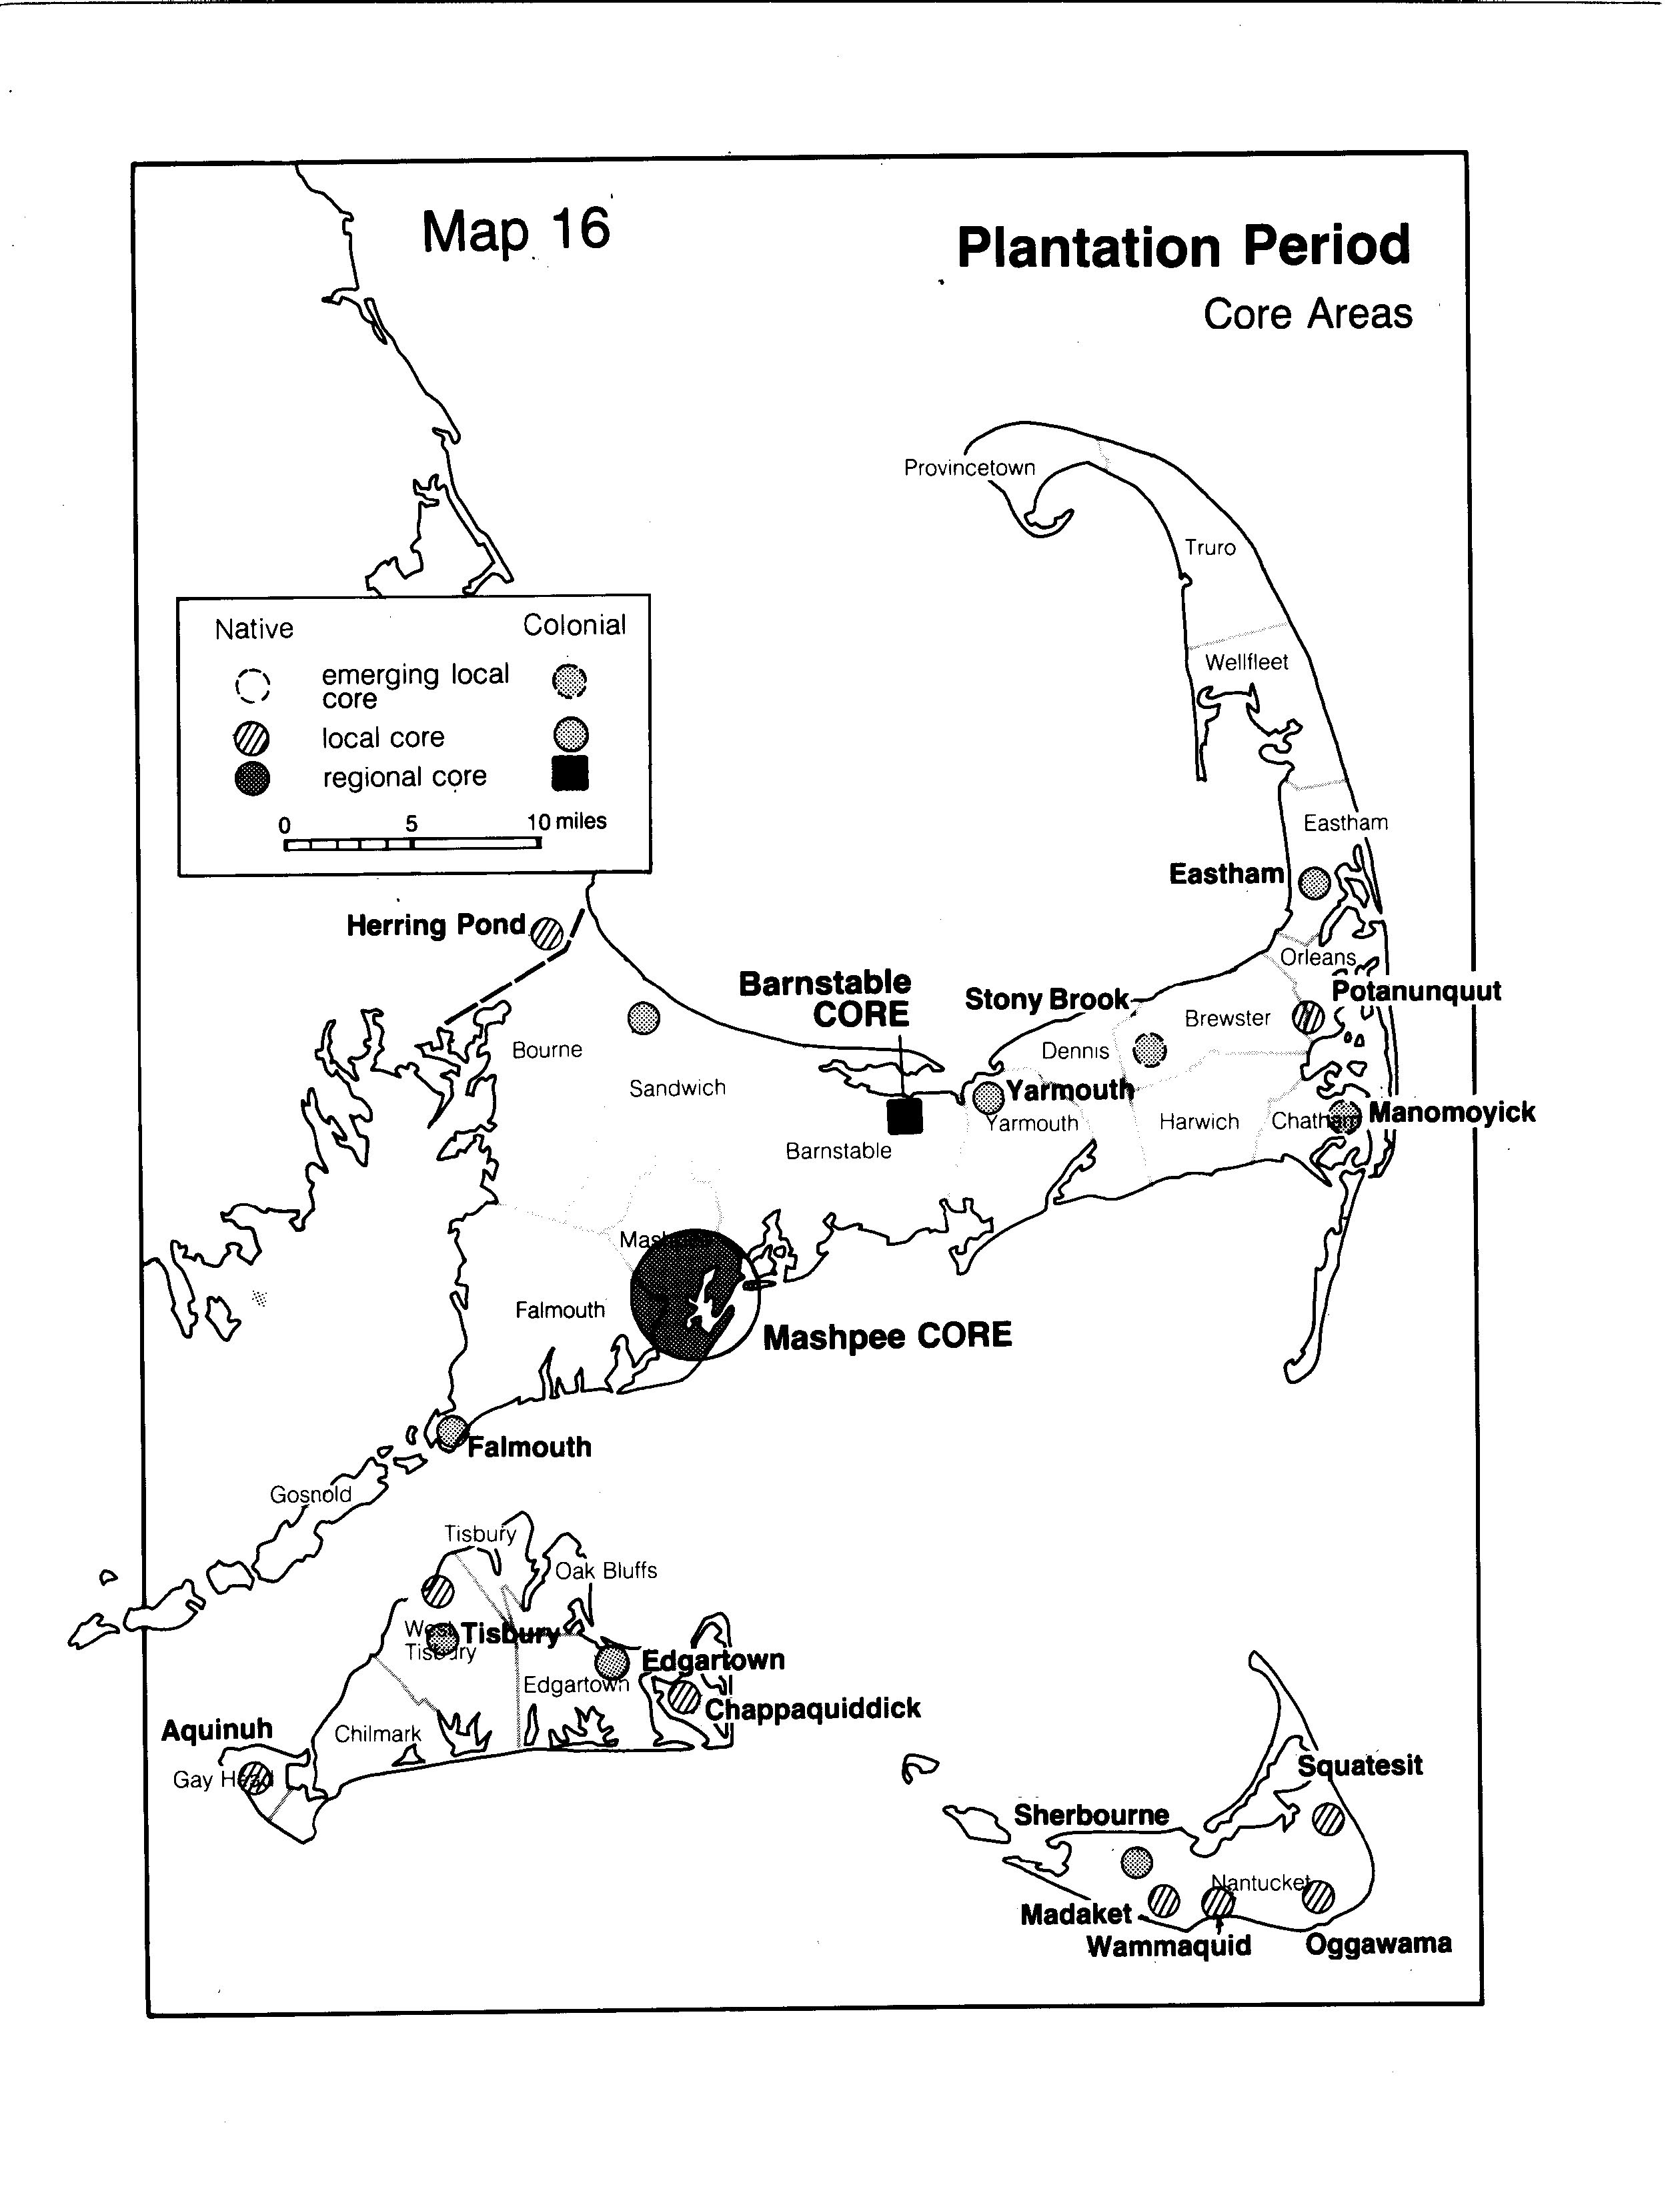 Map 16
Plantation Period
Core Areas
Provincetown
Truro
Wellfleet
Native
Colonial
emerging local
core
local core
regional core
0 5 10 miles
Eastham
Eastham
Herring Pond
Orleans
Barnstable
CORE
Stony Brook
Potanunquut
Brewster
Bourne
Dennis
Sandwich
Yarmouth
Yarmouth
Harwich
Chatham
Manomoyick
Barnstable
Mashpee
Falmouth
Mashpee CORE
Falmouth
Gosnold
Tisbury
Oak Bluffs
West
Tisbury
Tisbury
Edgartown
Edgartown
Chappaquiddick
Aquinuh
Chilmark
Gay Head
Squatesit
Sherbourne
Nantucket
Madaket
Wammaquid
Oggawama